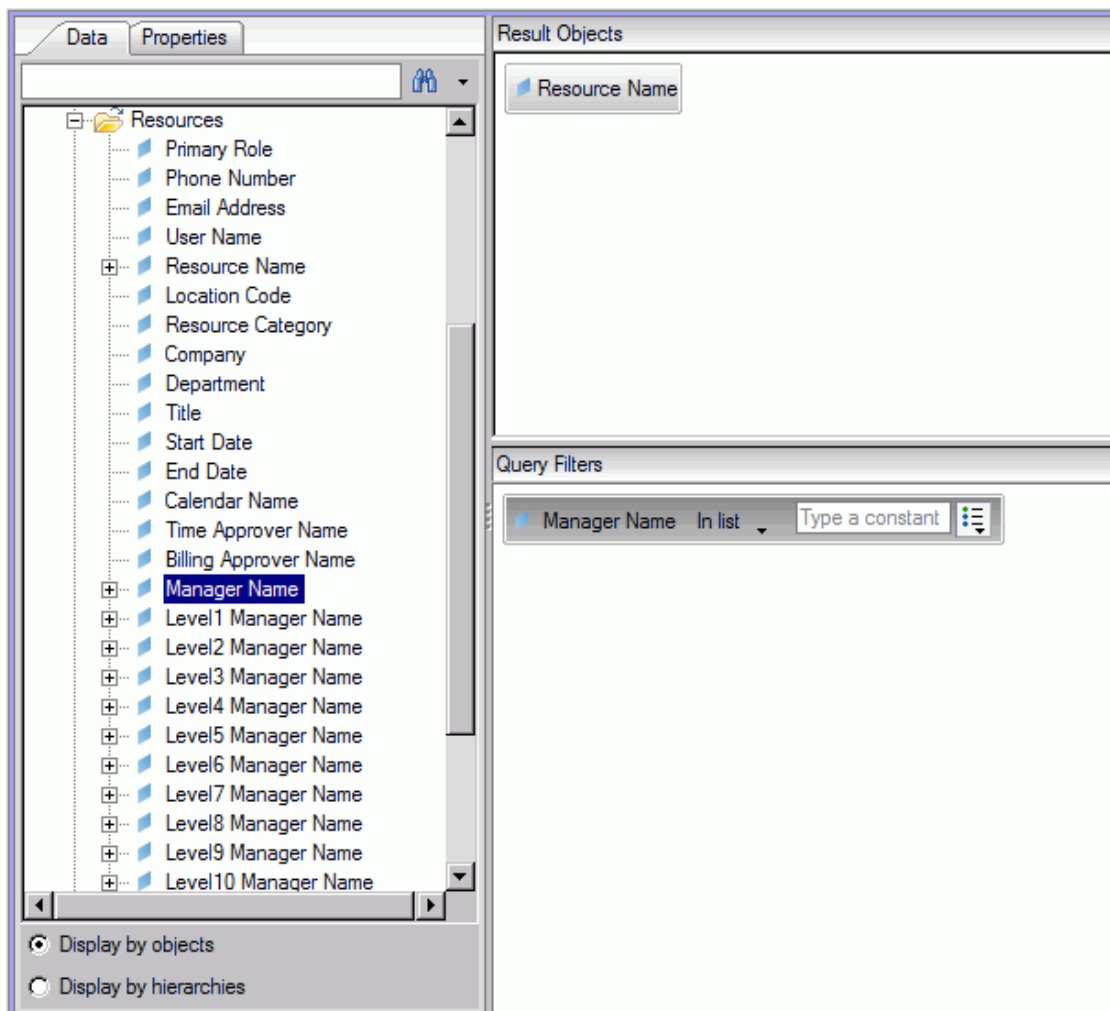 Data Properties
Resources
Primary Role
Phone Number
Email Address
User Name
Resource Name
Location Code
Resource Category
Company
Department
Title
Start Date
End Date
Calendar Name
Time Approver Name
Billing Approver Name
Manager Name
Level1 Manager Name
Level2 Manager Name
Level3 Manager Name
Level4 Manager Name
Level5 Manager Name
Level6 Manager Name
Level7 Manager Name
Level8 Manager Name
Level9 Manager Name
Level10 Manager Name
Display by objects
Display by hierarchies
Result Objects
Resource Name
Query Filters
Manager Name In list Type a constant